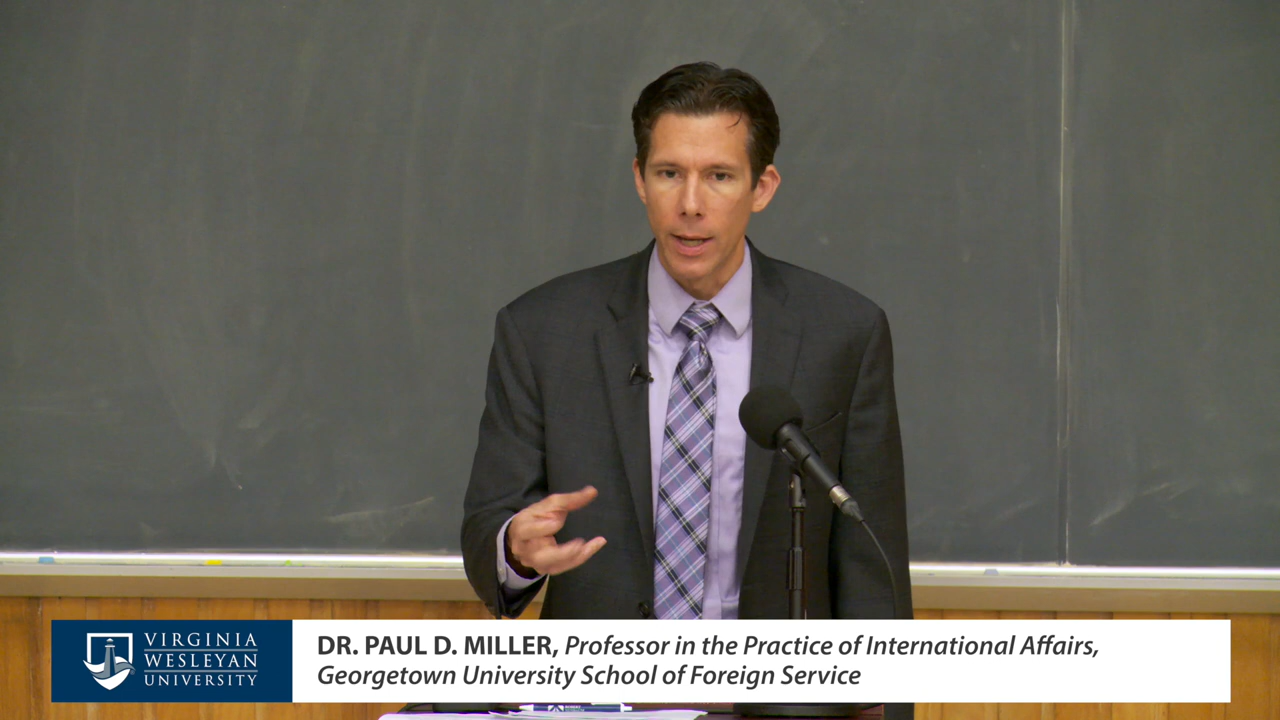 VIRGINIA
WESLEYAN
UNIVERSITY
DR. PAUL D. MILLER, Professor in the Practice of International Affairs,
Georgetown University School of Foreign Service